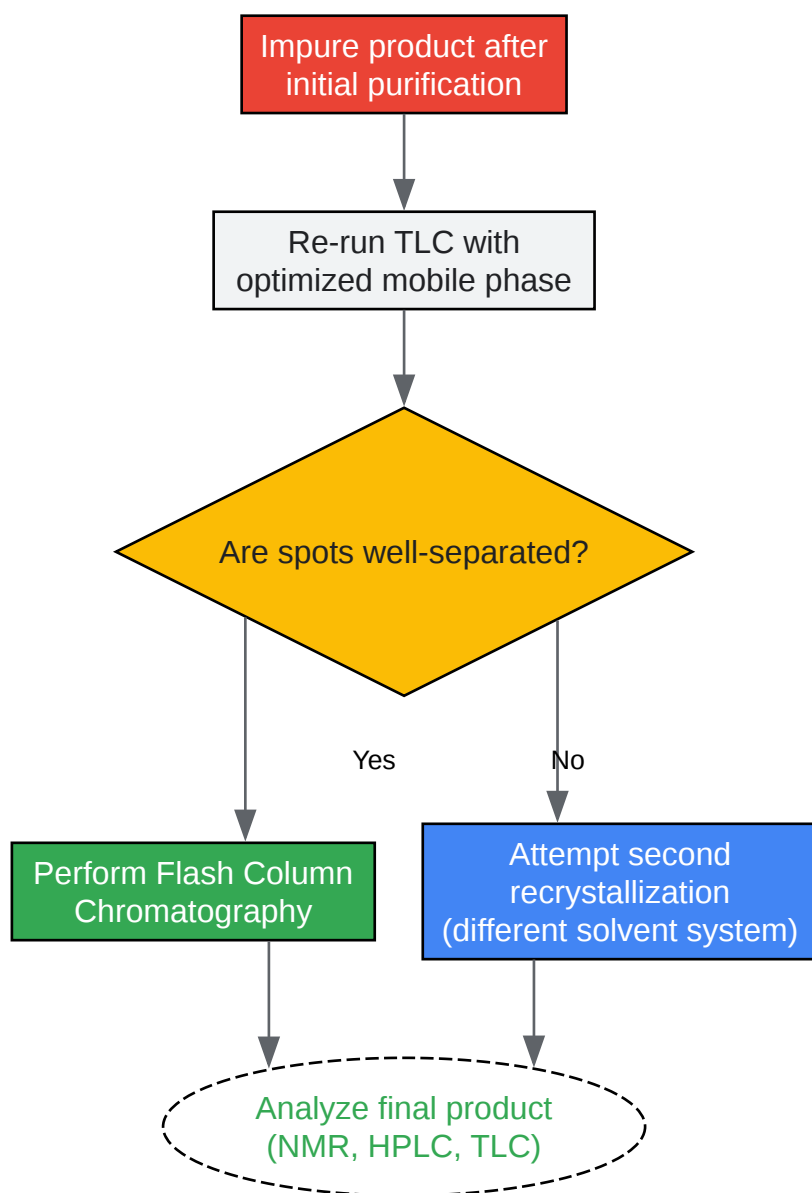 Impure product after
initial purification
Re-run TLC with
optimized mobile phase
Are spots well-separated?
Yes
No
Perform Flash Column
Chromatography
Attempt second
recrystallization
(different solvent system)
Analyze final product
(NMR, HPLC, TLC)